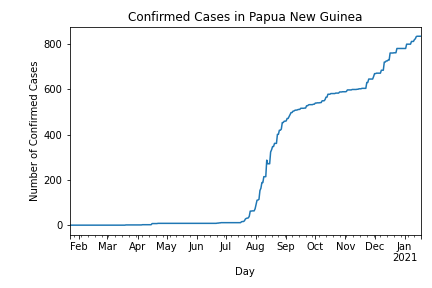 Confirmed Cases in Papua New Guinea
Number of Confirmed Cases
800
600
400
200
0
Feb Mar Apr May Jun Jul Aug Sep Oct Nov Dec Jan
2021
Day